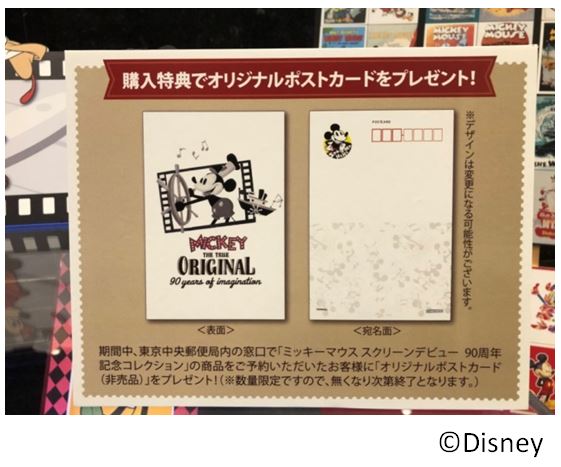 購入特典でオリジナルポストカードをプレゼント！
MICKEY
THE TRUE
ORIGINAL
90 years of imagination
POSTCARD
※デザインは変更になる可能性がございます。
＜表面＞
＜宛名面＞
期間中、東京中央郵便局内の窓口で「ミッキーマウス スクリーンデビュー 90周年
記念コレクション」の商品をご予約いただいたお客様に「オリジナルポストカード
（非売品）」をプレゼント！（※数量限定ですので、無くなり次第終了となります。）
MICKEY MOUSE
©Disney